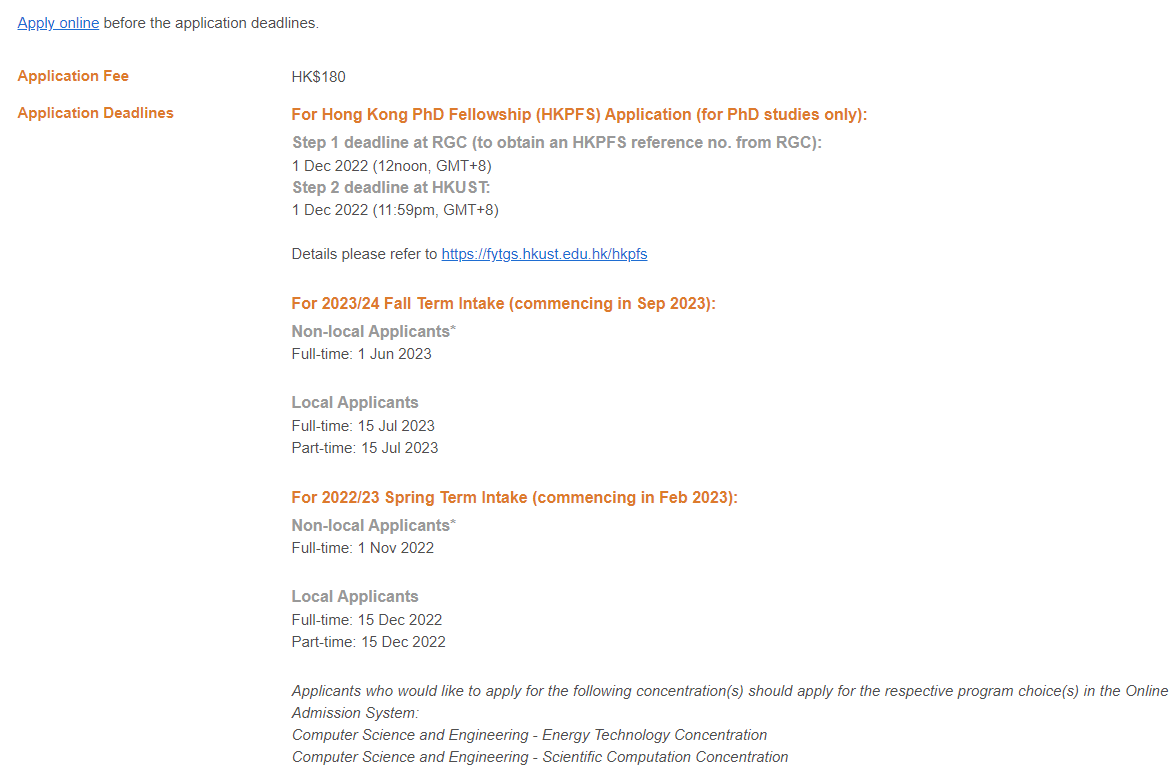 Apply online before the application deadlines.
Application Fee
HK$180
Application Deadlines
For Hong Kong PhD Fellowship (HKPFS) Application (for PhD studies only):
Step 1 deadline at RGC (to obtain an HKPFS reference no. from RGC):
1 Dec 2022 (12noon, GMT+8)
Step 2 deadline at HKUST:
1 Dec 2022 (11:59pm, GMT+8)
Details please refer to https://fytgs.hkust.edu.hk/hkpfs
For 2023/24 Fall Term Intake (commencing in Sep 2023):
Non-local Applicants*
Full-time: 1 Jun 2023
Local Applicants
Full-time: 15 Jul 2023
Part-time: 15 Jul 2023
For 2022/23 Spring Term Intake (commencing in Feb 2023):
Non-local Applicants*
Full-time: 1 Nov 2022
Local Applicants
Full-time: 15 Dec 2022
Part-time: 15 Dec 2022
Applicants who would like to apply for the following concentration(s) should apply for the respective program choice(s) in the Online
Admission System:
Computer Science and Engineering - Energy Technology Concentration
Computer Science and Engineering - Scientific Computation Concentration